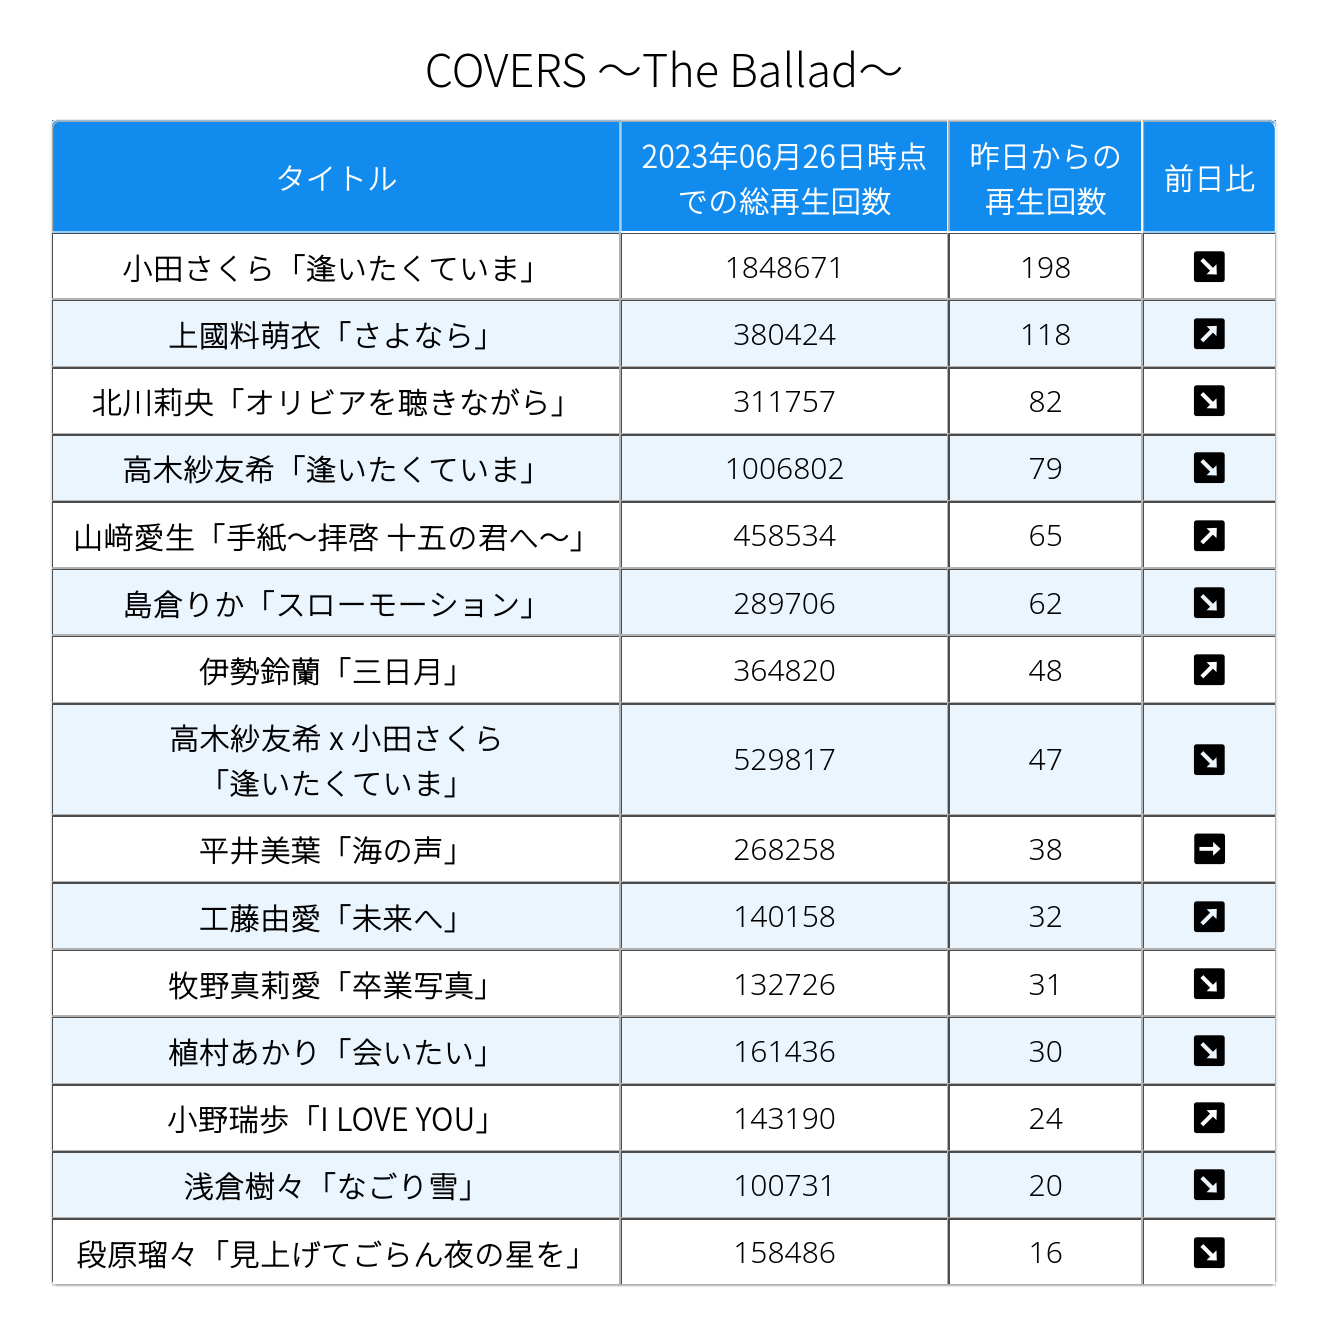 COVERS ～The Ballad～
タイトル
2023年06月26日時点
での総再生回数
昨日からの
再生回数
前日比
小田さくら「逢いたくていま」 1848671 198 ↘
上國料萌衣「さよなら」 380424 118 ↗
北川莉央「オリビアを聴きながら」 311757 82 ↘
高木紗友希「逢いたくていま」 1006802 79 ↘
山﨑愛生「手紙～拝啓 十五の君へ～」 458534 65 ↗
島倉りか「スローモーション」 289706 62 ↘
伊勢鈴蘭「三日月」 364820 48 ↗
高木紗友希 x 小田さくら
「逢いたくていま」 529817 47 ↘
平井美葉「海の声」 268258 38 →
工藤由愛「未来へ」 140158 32 ↗
牧野真莉愛「卒業写真」 132726 31 ↘
植村あかり「会いたい」 161436 30 ↘
小野瑞歩「I LOVE YOU」 143190 24 ↗
浅倉樹々「なごり雪」 100731 20 ↘
段原瑠々「見上げてごらん夜の星を」 158486 16 ↘